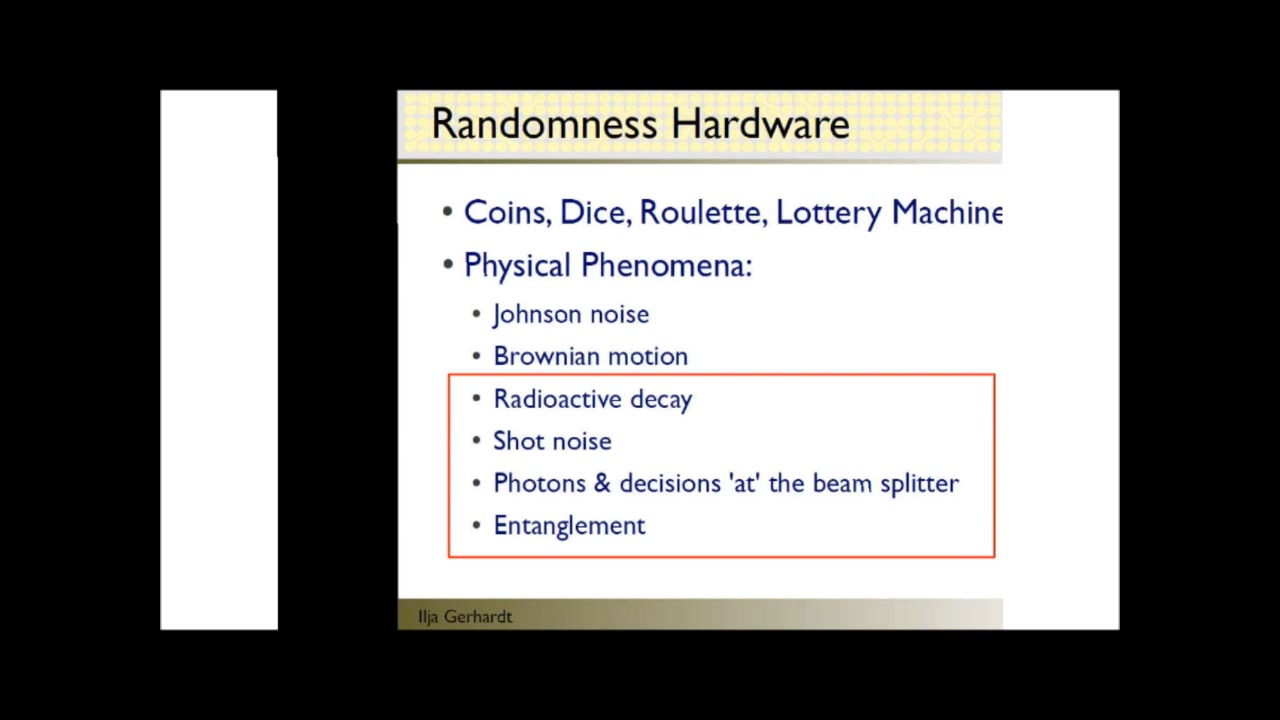 Randomness Hardware
• Coins, Dice, Roulette, Lottery Machine
• Physical Phenomena:
• Johnson noise
• Brownian motion
• Radioactive decay
• Shot noise
• Photons & decisions 'at' the beam splitter
• Entanglement
Ilja Gerhardt